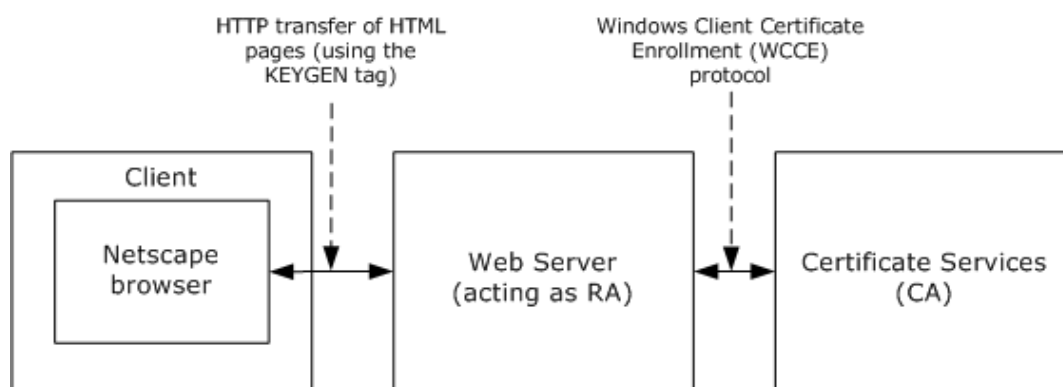 HTTP transfer of HTML
pages (using the
KEYGEN tag)
Windows Client Certificate
Enrollment (WCCE)
protocol
Client
Netscape
browser
Web Server
(acting as RA)
Certificate Services
(CA)